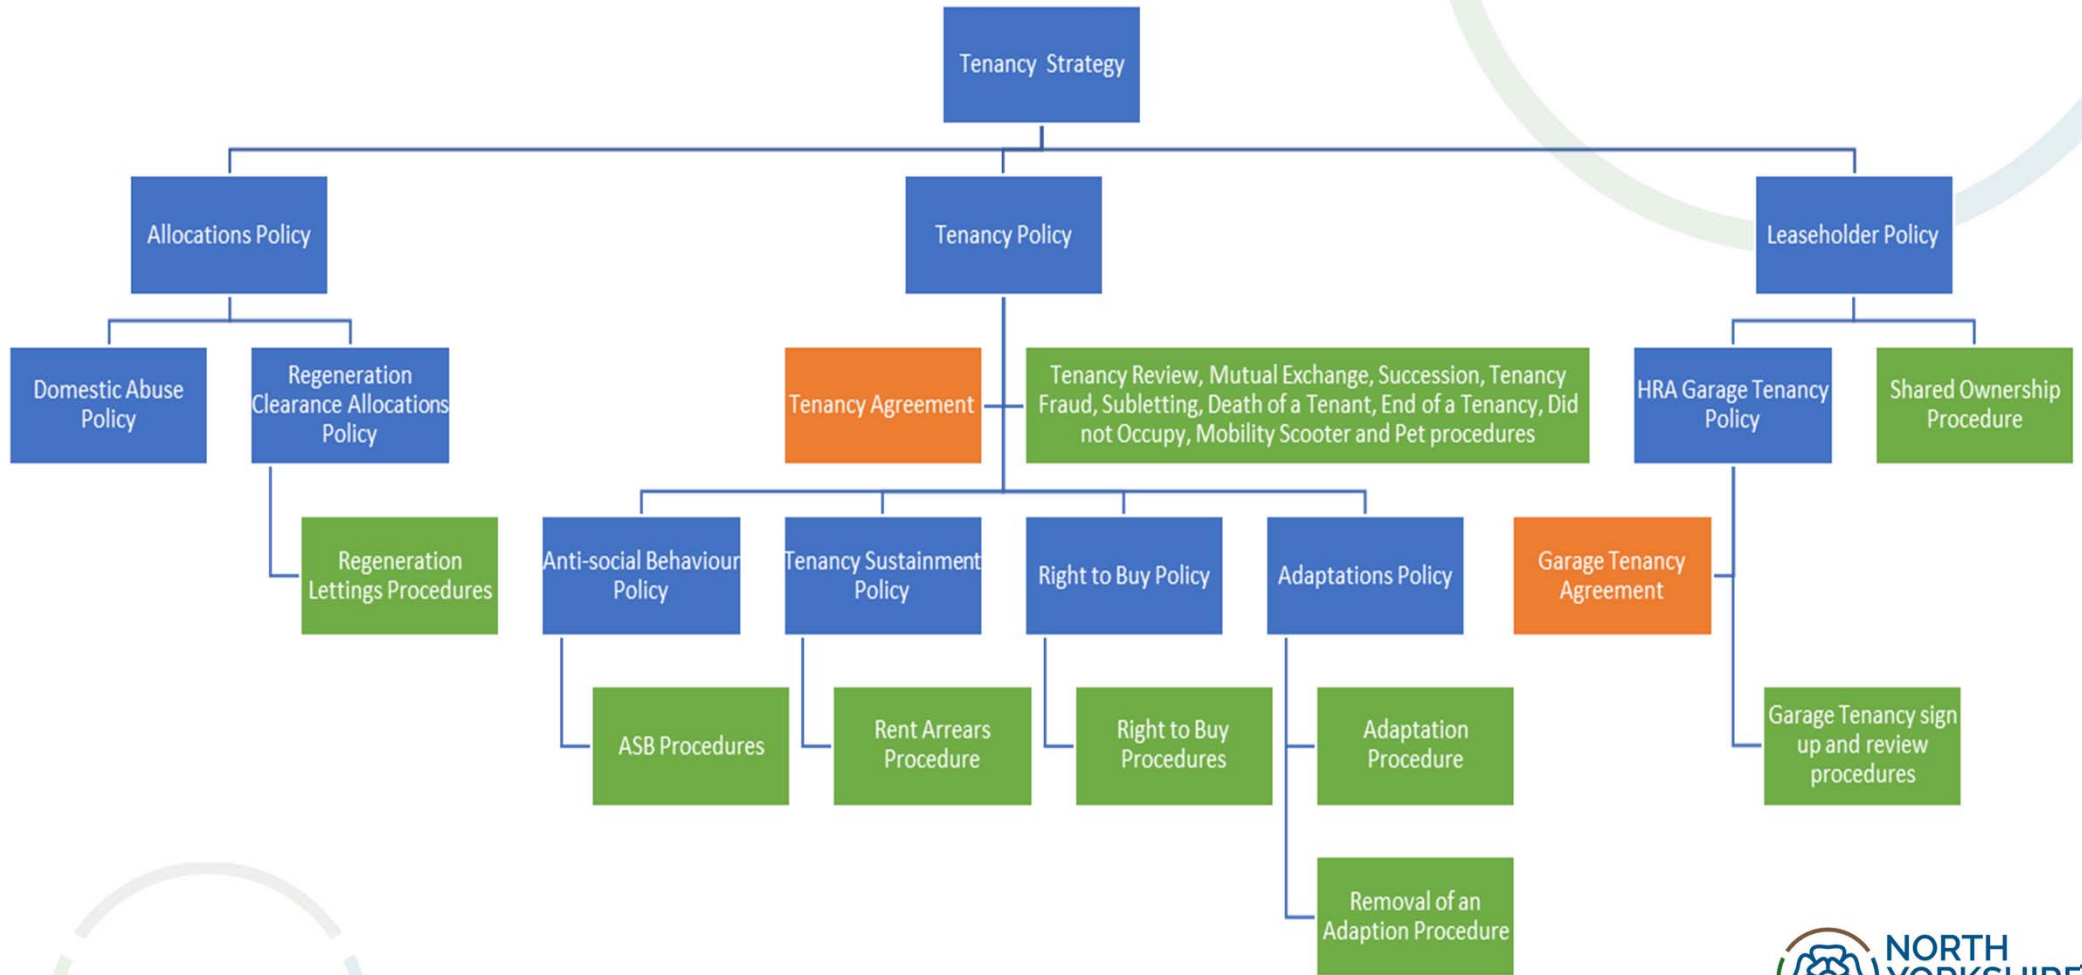 Tenancy Strategy
Allocations Policy
Tenancy Policy
Leaseholder Policy
Domestic Abuse
Policy
Regeneration
Clearance Allocations
Policy
Tenancy Agreement
Tenancy Review, Mutual Exchange, Succession, Tenancy
Fraud, Subletting, Death of a Tenant, End of a Tenancy, Did
not Occupy, Mobility Scooter and Pet procedures
HRA Garage Tenancy
Policy
Shared Ownership
Procedure
Regeneration
Lettings Procedures
Anti-social Behaviour
Policy
Tenancy Sustainment
Policy
Right to Buy Policy
Adaptations Policy
Garage Tenancy
Agreement
ASB Procedures
Rent Arrears
Procedure
Right to Buy
Procedures
Adaptation
Procedure
Garage Tenancy sign
up and review
procedures
Removal of an
Adaption Procedure
NORTH
YORKSHIRE